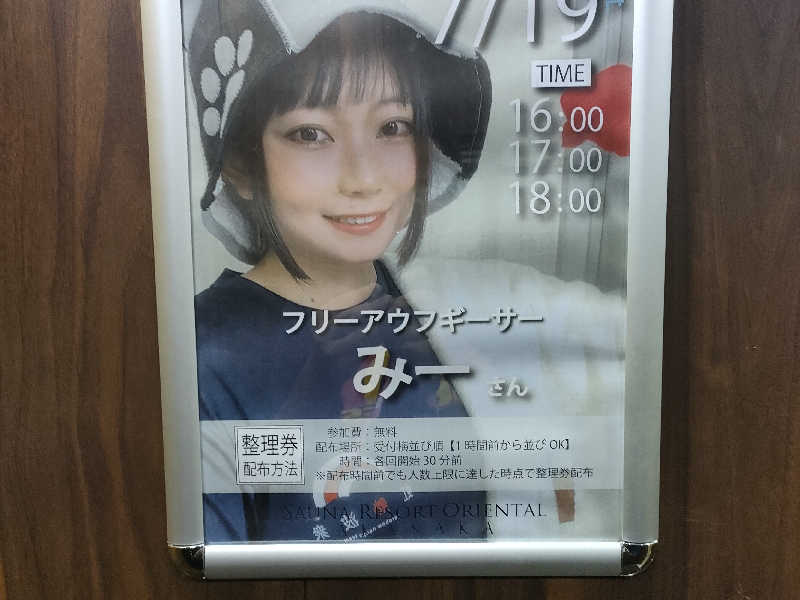 7/19
TIME
16:00
17:00
18:00
フリーアウフギーサー
みー さん
整理券
配布方法
参加費：無料
配布場所：受付横並び順【1時間前から並びOK】
時間：各回開始30分前
※配布時間前でも人数上限に達した時点で整理券配布
SAUNA RESORT ORIENTAL